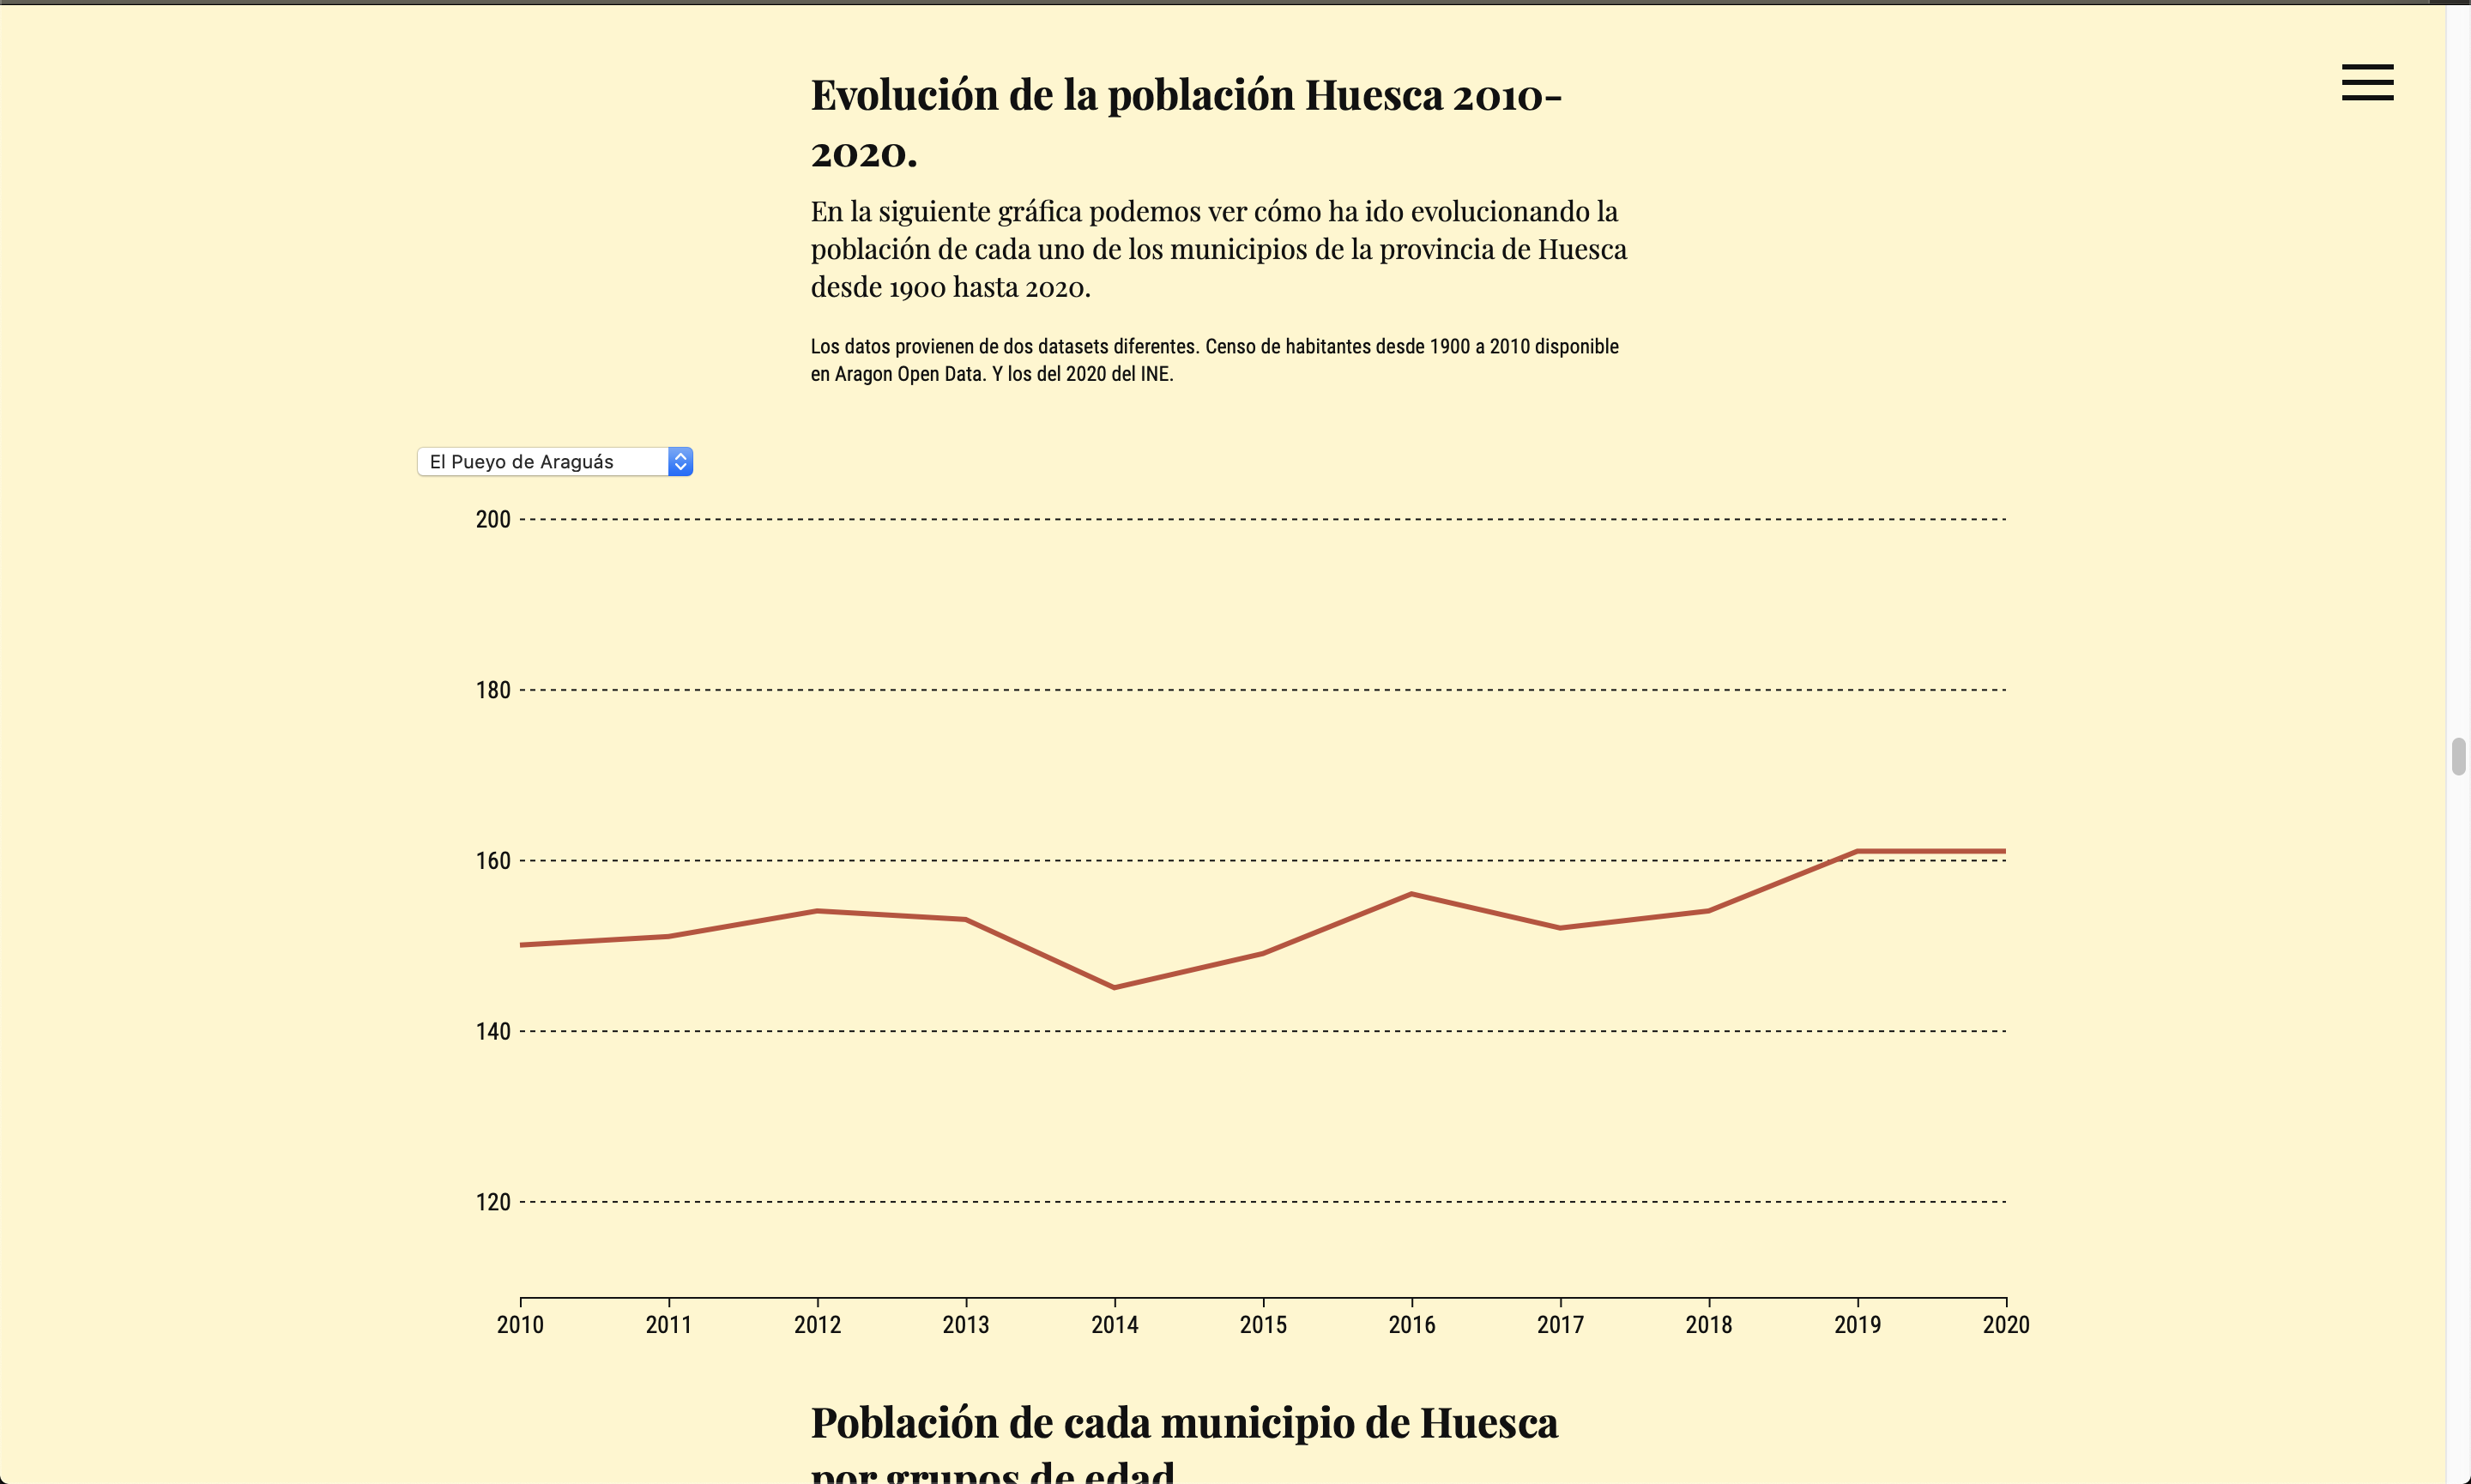 Evolución de la población Huesca 2010-
2020.
En la siguiente gráfica podemos ver cómo ha ido evolucionando la
población de cada uno de los municipios de la provincia de Huesca
desde 1900 hasta 2020.
Los datos provienen de dos datasets diferentes. Censo de habitantes desde 1900 a 2010 disponible
en Aragon Open Data. Y los del 2020 del INE.
El Pueyo de Araguás
200
180
160
140
120
2010 2011 2012 2013 2014 2015 2016 2017 2018 2019 2020
Población de cada municipio de Huesca
por grupos de edad